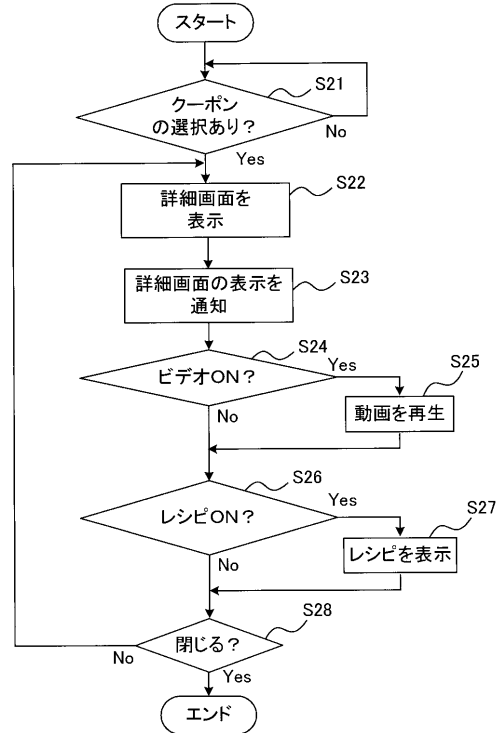 スタート
S21
クーポン
の選択あり？
No
Yes
S22
詳細画面を
表示
S23
詳細画面の表示を
通知
S24
ビデオON？
Yes
S25
動画を再生
No
S26
レシピON？
Yes
S27
レシピを表示
No
S28
閉じる？
No
Yes
エンド